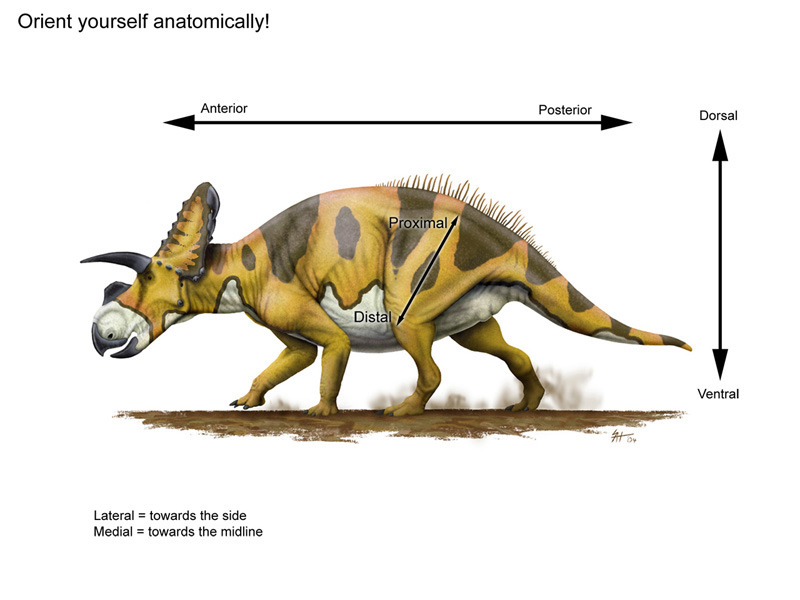 Orient yourself anatomically!
Anterior
Posterior
Dorsal
Proximal
Distal
Ventral
Lateral = towards the side
Medial = towards the midline